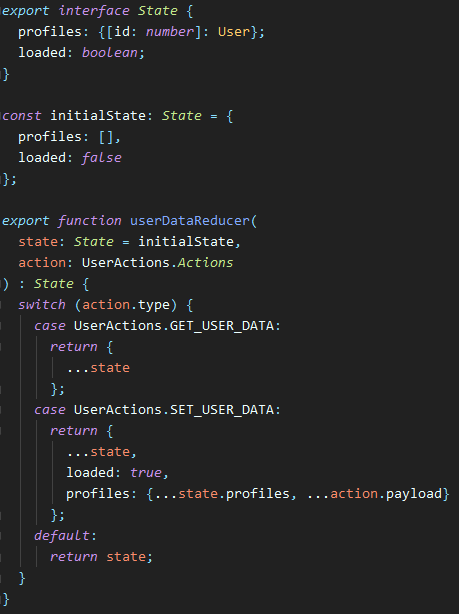 export interface State {
profiles: {[id: number]: User};
loaded: boolean;
}
const initialState: State = {
profiles: [],
loaded: false
};
export function userDataReducer(
state: State = initialState,
action: UserActions.Actions
) : State {
switch (action.type) {
case UserActions.GET_USER_DATA:
return {
...state
};
case UserActions.SET_USER_DATA:
return {
...state,
loaded: true,
profiles: {...state.profiles, ...action.payload}
};
default:
return state;
}
}